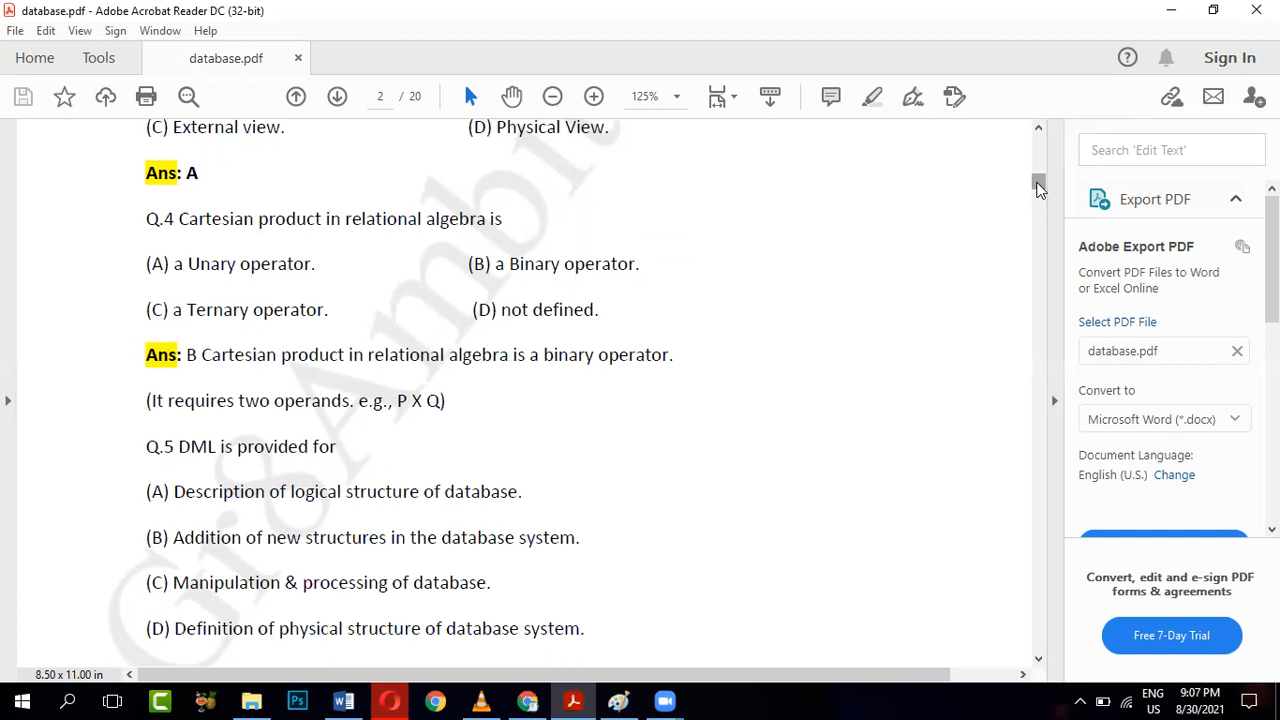 database.pdf - Adobe Acrobat Reader DC (32-bit)
File Edit View Sign Window Help
Home Tools database.pdf × Sign In
2 / 20 125%
(C) External view. (D) Physical View.
Ans: A
Q.4 Cartesian product in relational algebra is
(A) a Unary operator. (B) a Binary operator.
(C) a Ternary operator. (D) not defined.
Ans: B Cartesian product in relational algebra is a binary operator.
(It requires two operands. e.g., P X Q)
Q.5 DML is provided for
(A) Description of logical structure of database.
(B) Addition of new structures in the database system.
(C) Manipulation & processing of database.
(D) Definition of physical structure of database system.
Gr8Ambit
8.50 x 11.00 in
Search 'Edit Text'
Export PDF
Adobe Export PDF
Convert PDF Files to Word
or Excel Online
Select PDF File
database.pdf
Convert to
Microsoft Word (*.docx)
Document Language:
English (U.S.) Change
Convert, edit and e-sign PDF
forms & agreements
Free 7-Day Trial
Ps W
ENG 9:07 PM
US 8/30/2021